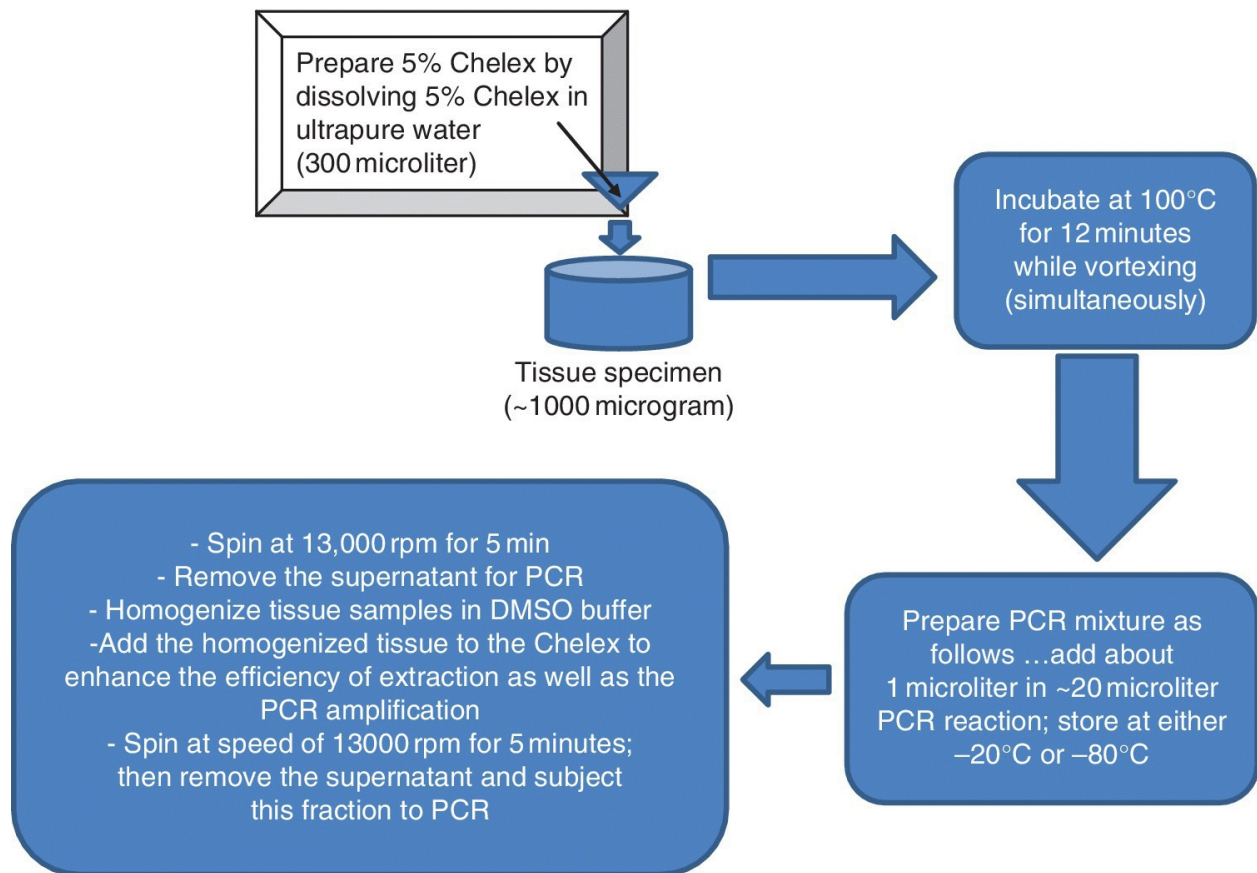 Prepare 5% Chelex by
dissolving 5% Chelex in
ultrapure water
(300 microliter)
Tissue specimen
(~1000 microgram)
Incubate at 100°C
for 12 minutes
while vortexing
(simultaneously)
Prepare PCR mixture as
follows …add about
1 microliter in ~20 microliter
PCR reaction; store at either
–20°C or –80°C
- Spin at 13,000 rpm for 5 min
- Remove the supernatant for PCR
- Homogenize tissue samples in DMSO buffer
-Add the homogenized tissue to the Chelex to
enhance the efficiency of extraction as well as the
PCR amplification
- Spin at speed of 13000 rpm for 5 minutes;
then remove the supernatant and subject
this fraction to PCR